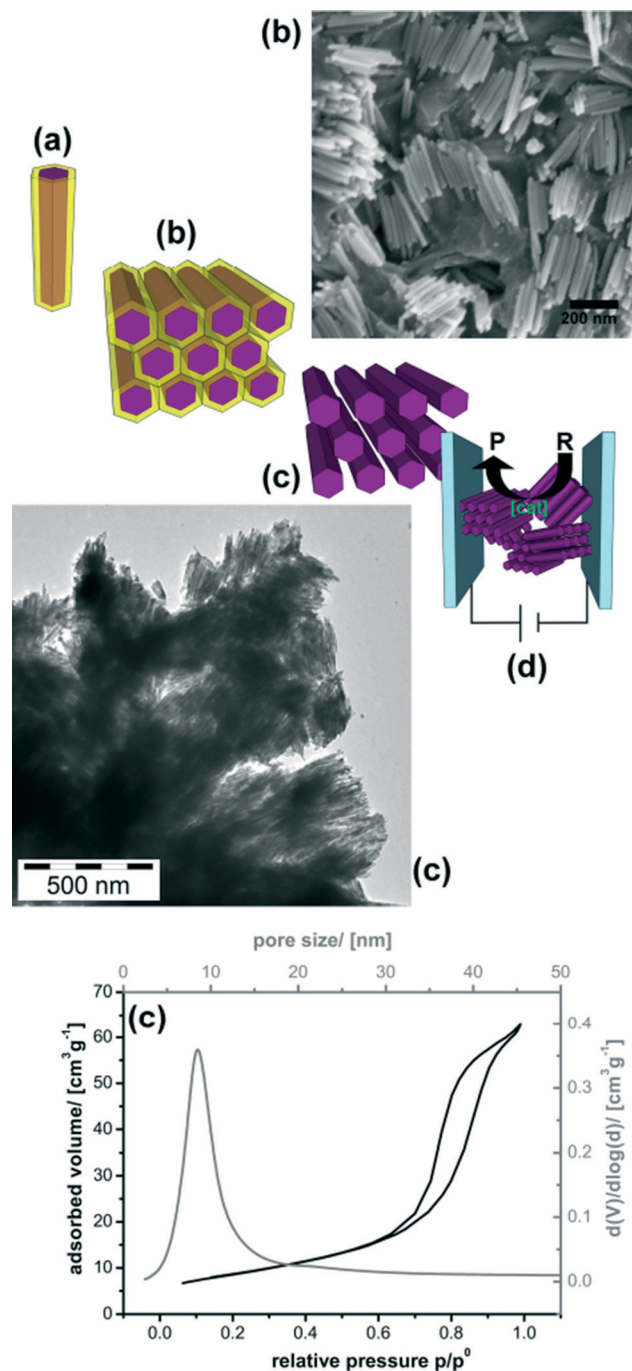 (b)
(a)
(b)
200 nm
(c)
P R
[cat]
(d)
500 nm
(c)
pore size/ [nm]
0 10 20 30 40 50
(c)
70
60
50
40
30
20
10
0
adsorbed volume/ [cm³g⁻¹]
0.4
0.3
0.2
0.1
0.0
d(V)/dlog(d)/ [cm³g⁻¹]
0.0 0.2 0.4 0.6 0.8 1.0
relative pressure p/p⁰